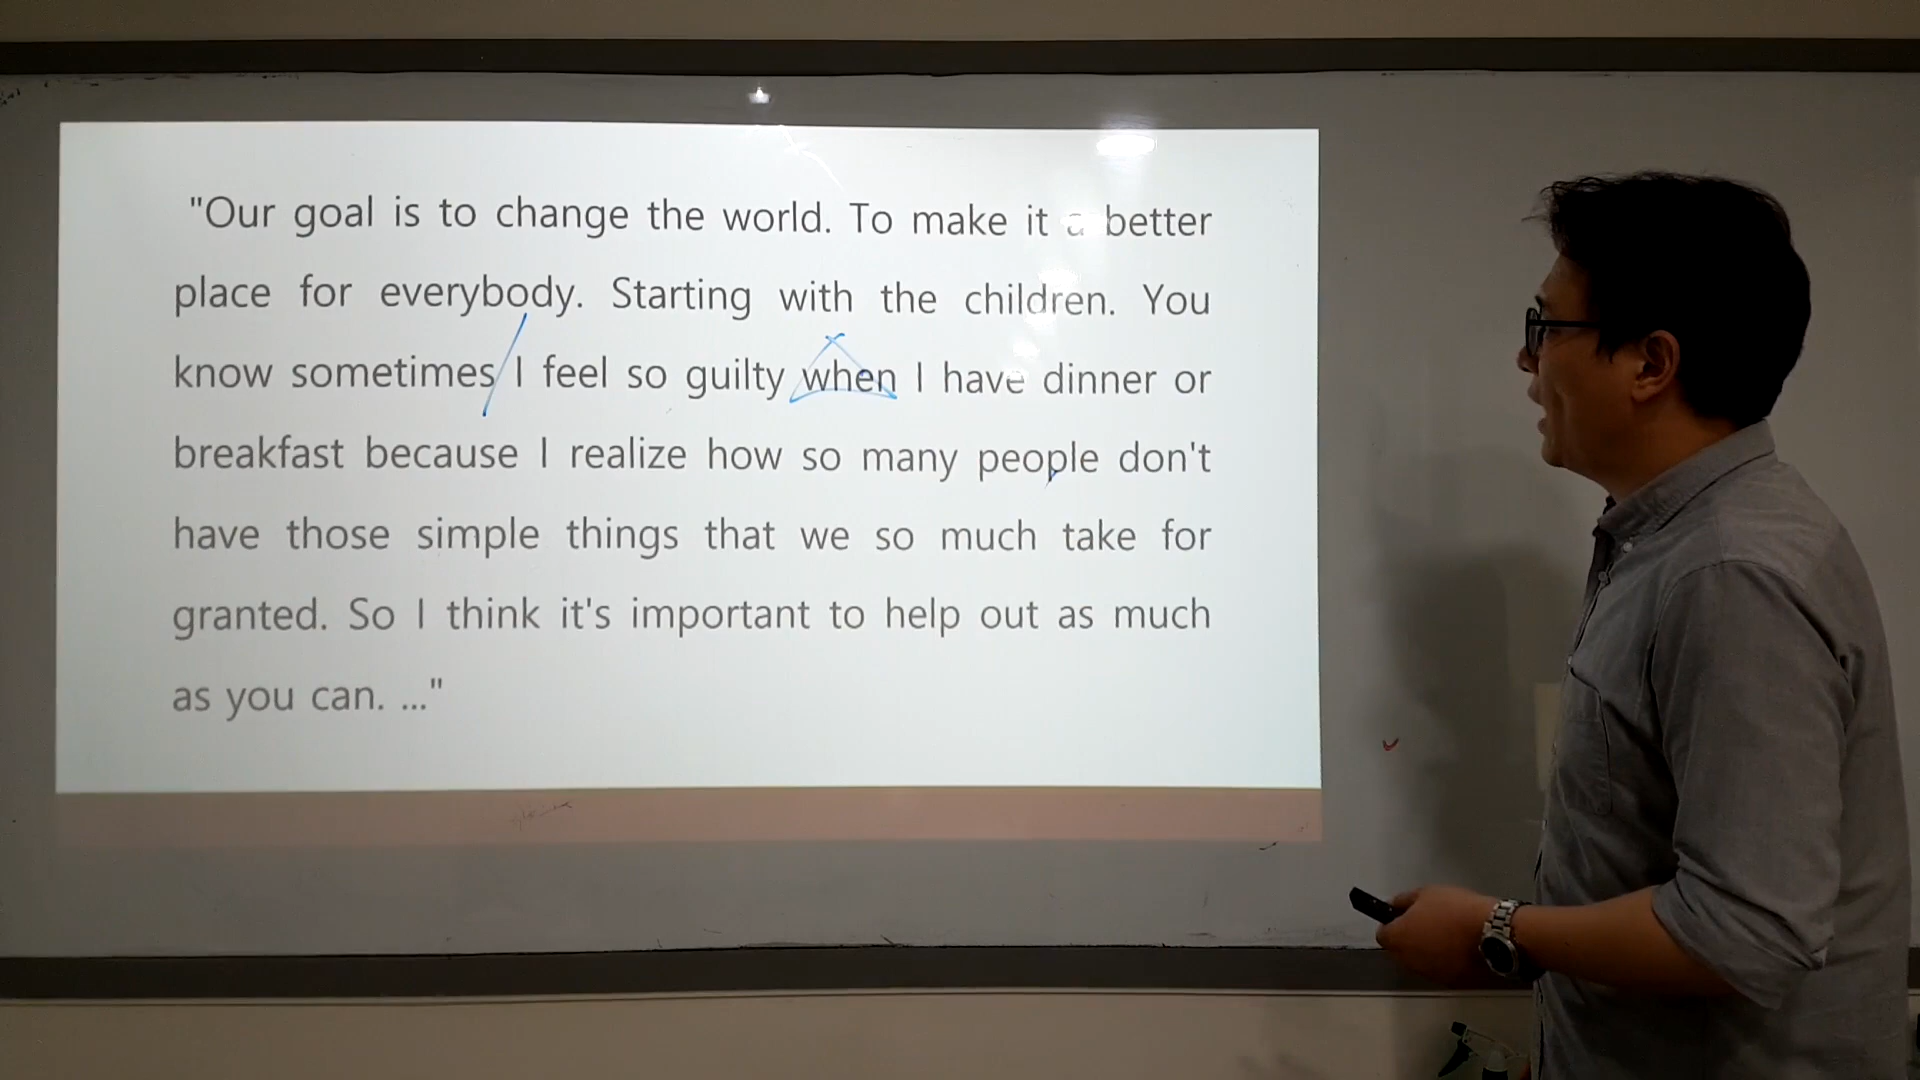 "Our goal is to change the world. To make it a better
place for everybody. Starting with the children. You
know sometimes I feel so guilty when I have dinner or
breakfast because I realize how so many people don't
have those simple things that we so much take for
granted. So I think it's important to help out as much
as you can. ..."